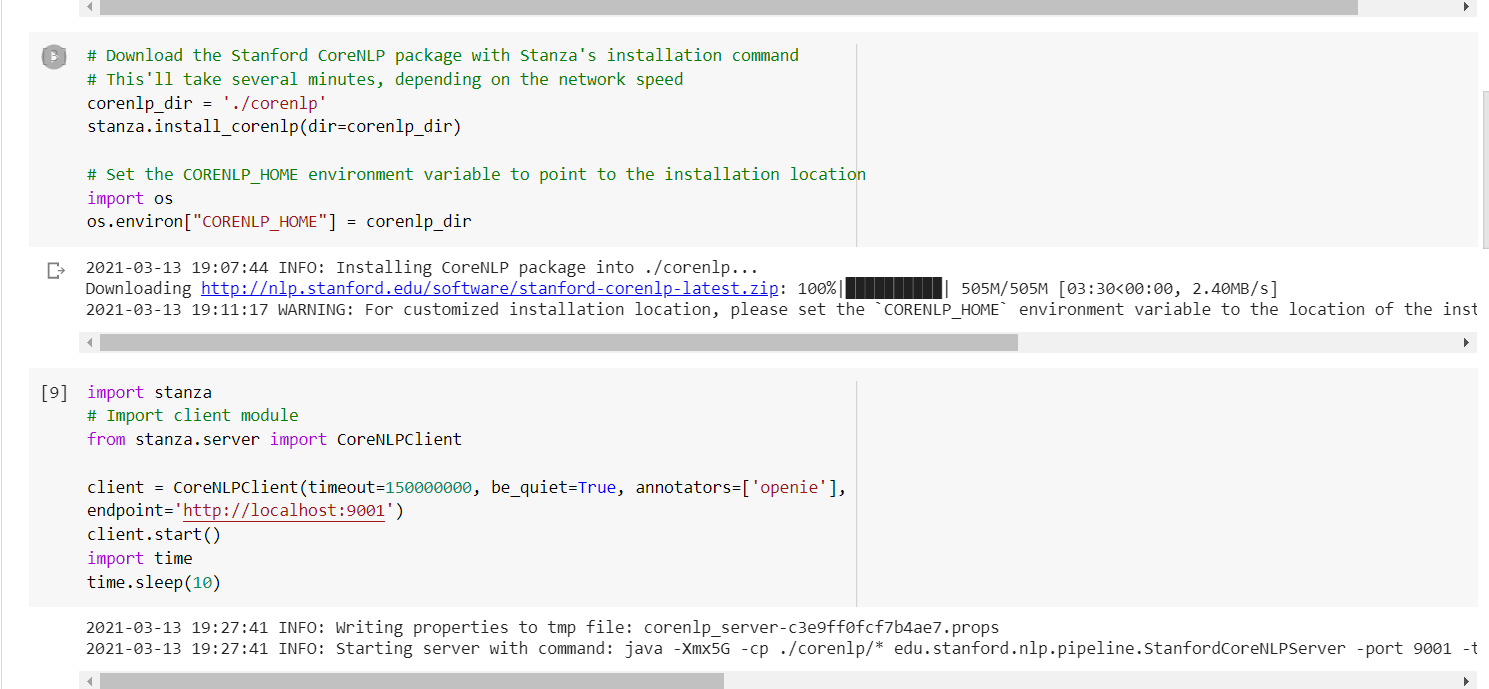 # Download the Stanford CoreNLP package with Stanza's installation command
# This'll take several minutes, depending on the network speed
corenlp_dir = './corenlp'
stanza.install_corenlp(dir=corenlp_dir)
# Set the CORENLP_HOME environment variable to point to the installation location
import os
os.environ["CORENLP_HOME"] = corenlp_dir
2021-03-13 19:07:44 INFO: Installing CoreNLP package into ./corenlp...
Downloading http://nlp.stanford.edu/software/stanford-corenlp-latest.zip: 100%|██████████| 505M/505M [03:30<00:00, 2.40MB/s]
2021-03-13 19:11:17 WARNING: For customized installation location, please set the `CORENLP_HOME` environment variable to the location of the inst
[9] import stanza
# Import client module
from stanza.server import CoreNLPClient
client = CoreNLPClient(timeout=150000000, be_quiet=True, annotators=['openie'],
endpoint='http://localhost:9001')
client.start()
import time
time.sleep(10)
2021-03-13 19:27:41 INFO: Writing properties to tmp file: corenlp_server-c3e9ff0fcf7b4ae7.props
2021-03-13 19:27:41 INFO: Starting server with command: java -Xmx5G -cp ./corenlp/* edu.stanford.nlp.pipeline.StanfordCoreNLPServer -port 9001 -t